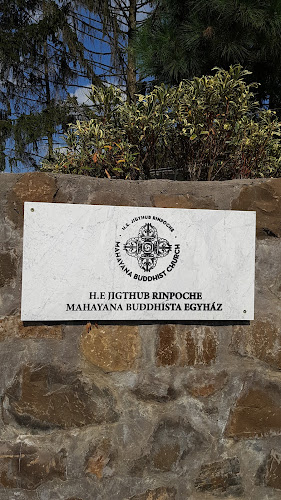 H.E. JIGTHUB RINPOCHE
MAHAYANA BUDDHIST CHURCH
H.E JIGTHUB RINPOCHE
MAHAYANA BUDDHISTA EGYHÁZ